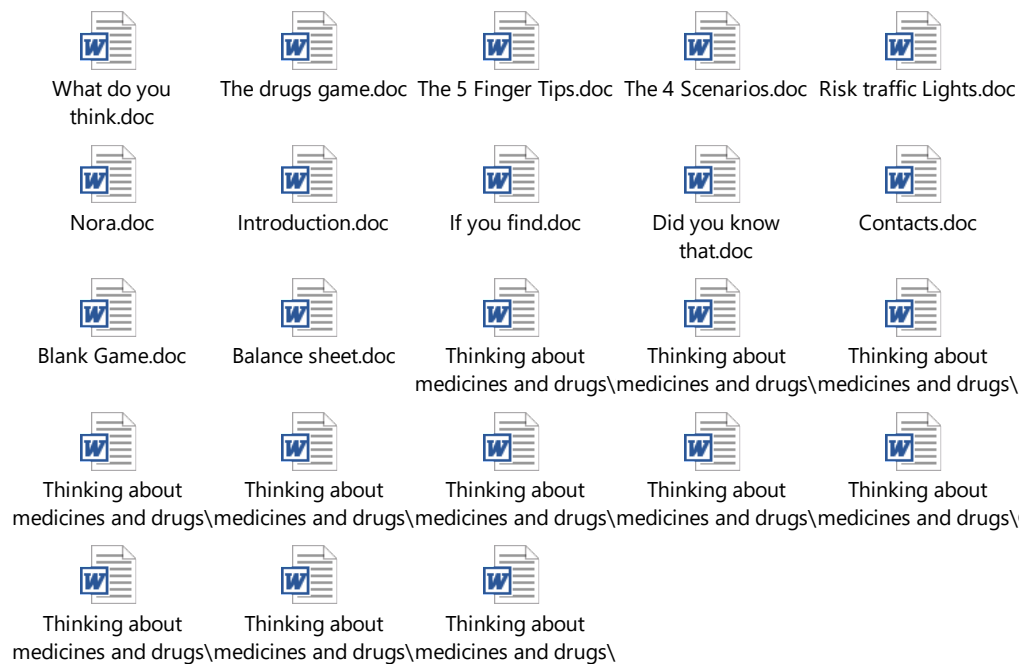 What do you think.doc
The drugs game.doc
The 5 Finger Tips.doc
The 4 Scenarios.doc
Risk traffic Lights.doc
Nora.doc
Introduction.doc
If you find.doc
Did you know that.doc
Contacts.doc
Blank Game.doc
Balance sheet.doc
Thinking about medicines and drugs\
Thinking about medicines and drugs\
Thinking about medicines and drugs\
Thinking about medicines and drugs\
Thinking about medicines and drugs\
Thinking about medicines and drugs\
Thinking about medicines and drugs\
Thinking about medicines and drugs\
Thinking about medicines and drugs\
Thinking about medicines and drugs\
Thinking about medicines and drugs\